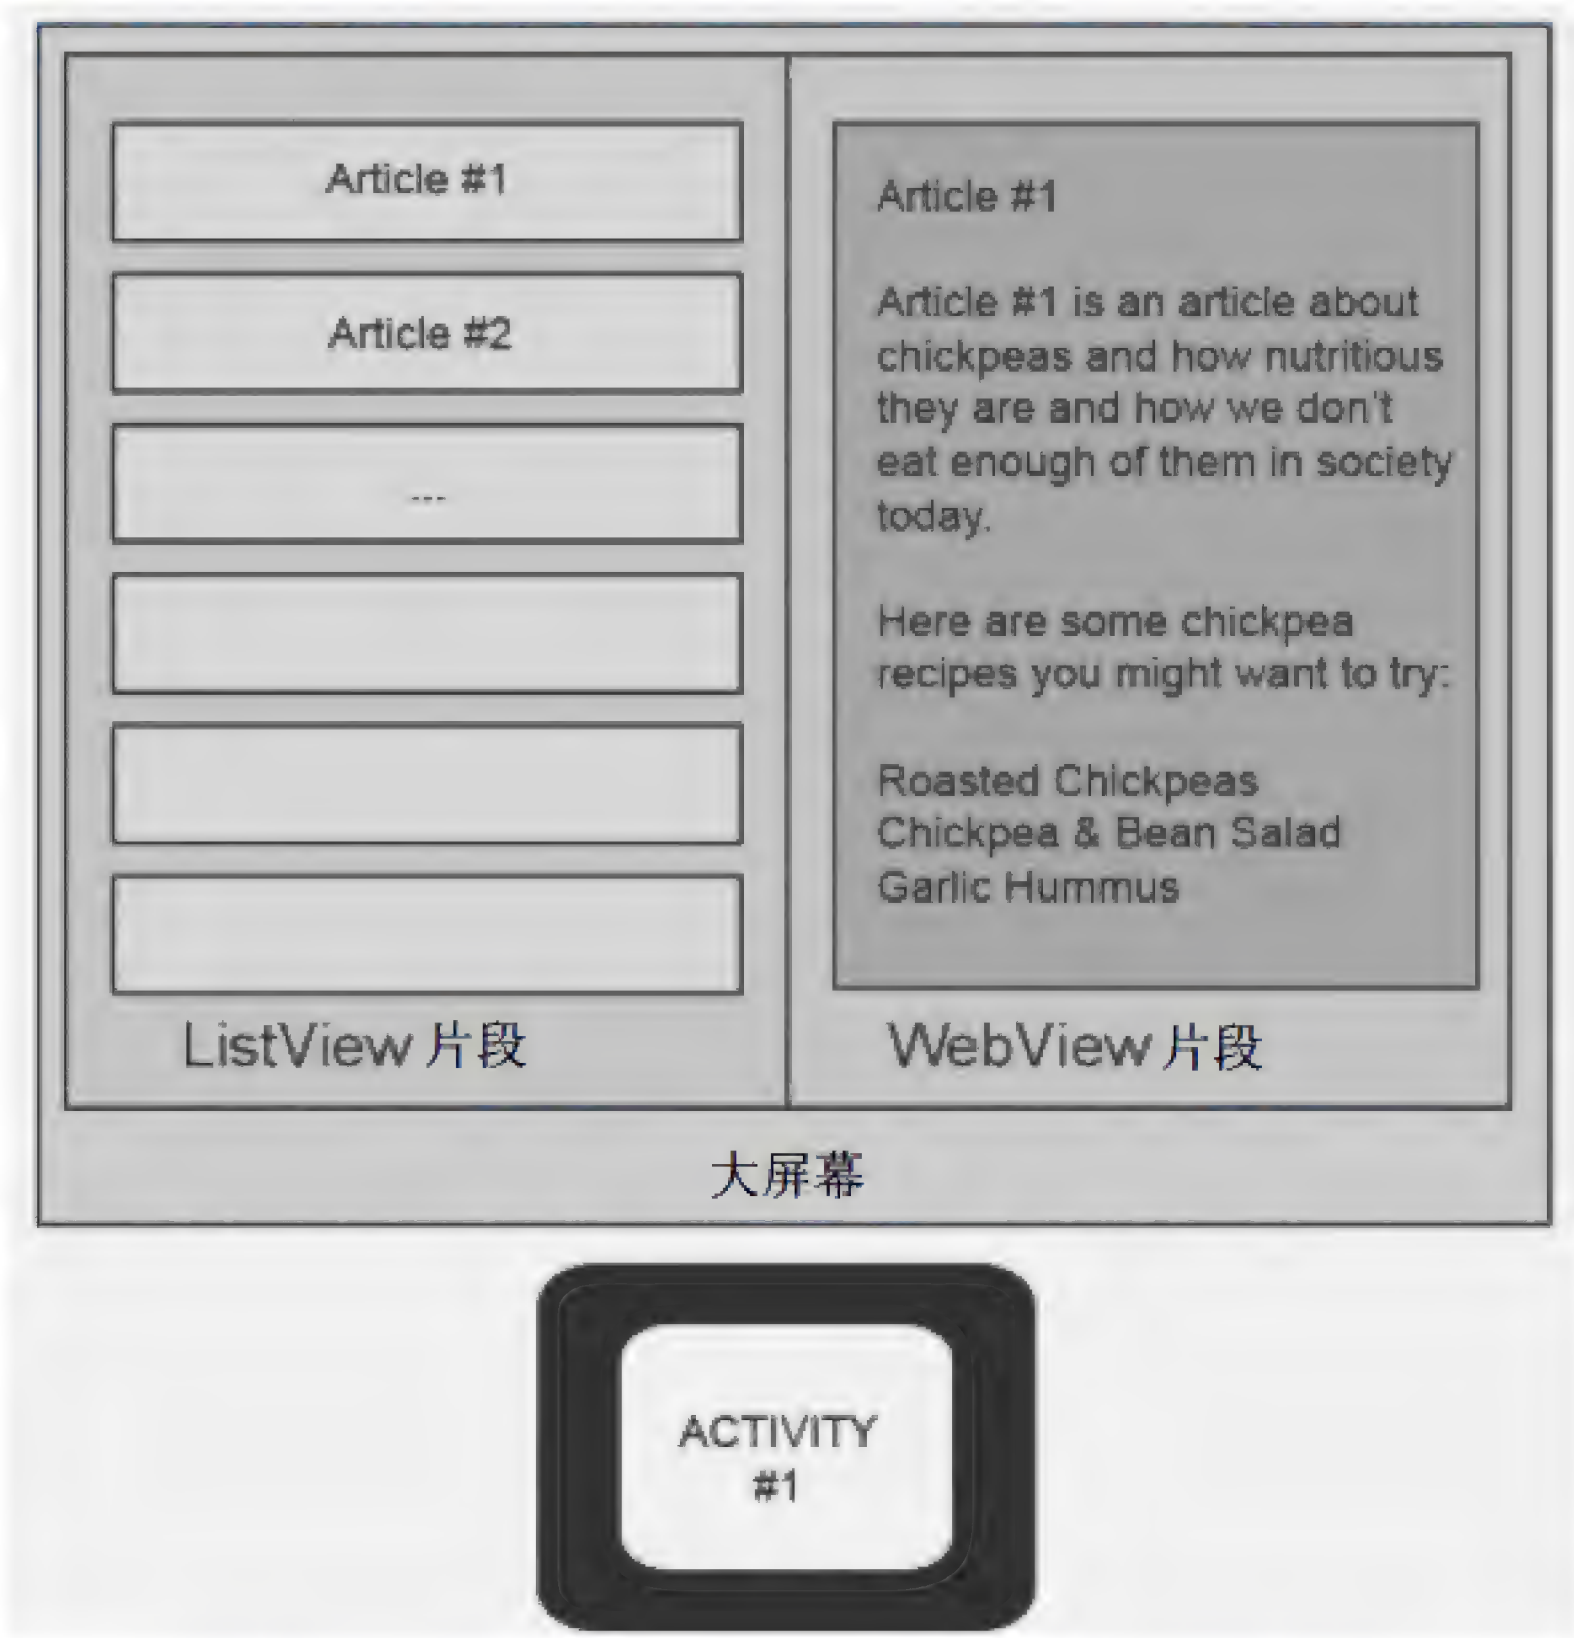 Article #1
Article #2
...
ListView 片段
Article #1
Article #1 is an article about
chickpeas and how nutritious
they are and how we don't
eat enough of them in society
today.
Here are some chickpea
recipes you might want to try:
Roasted Chickpeas
Chickpea & Bean Salad
Garlic Hummus
WebView 片段
大屏幕
ACTIVITY
#1